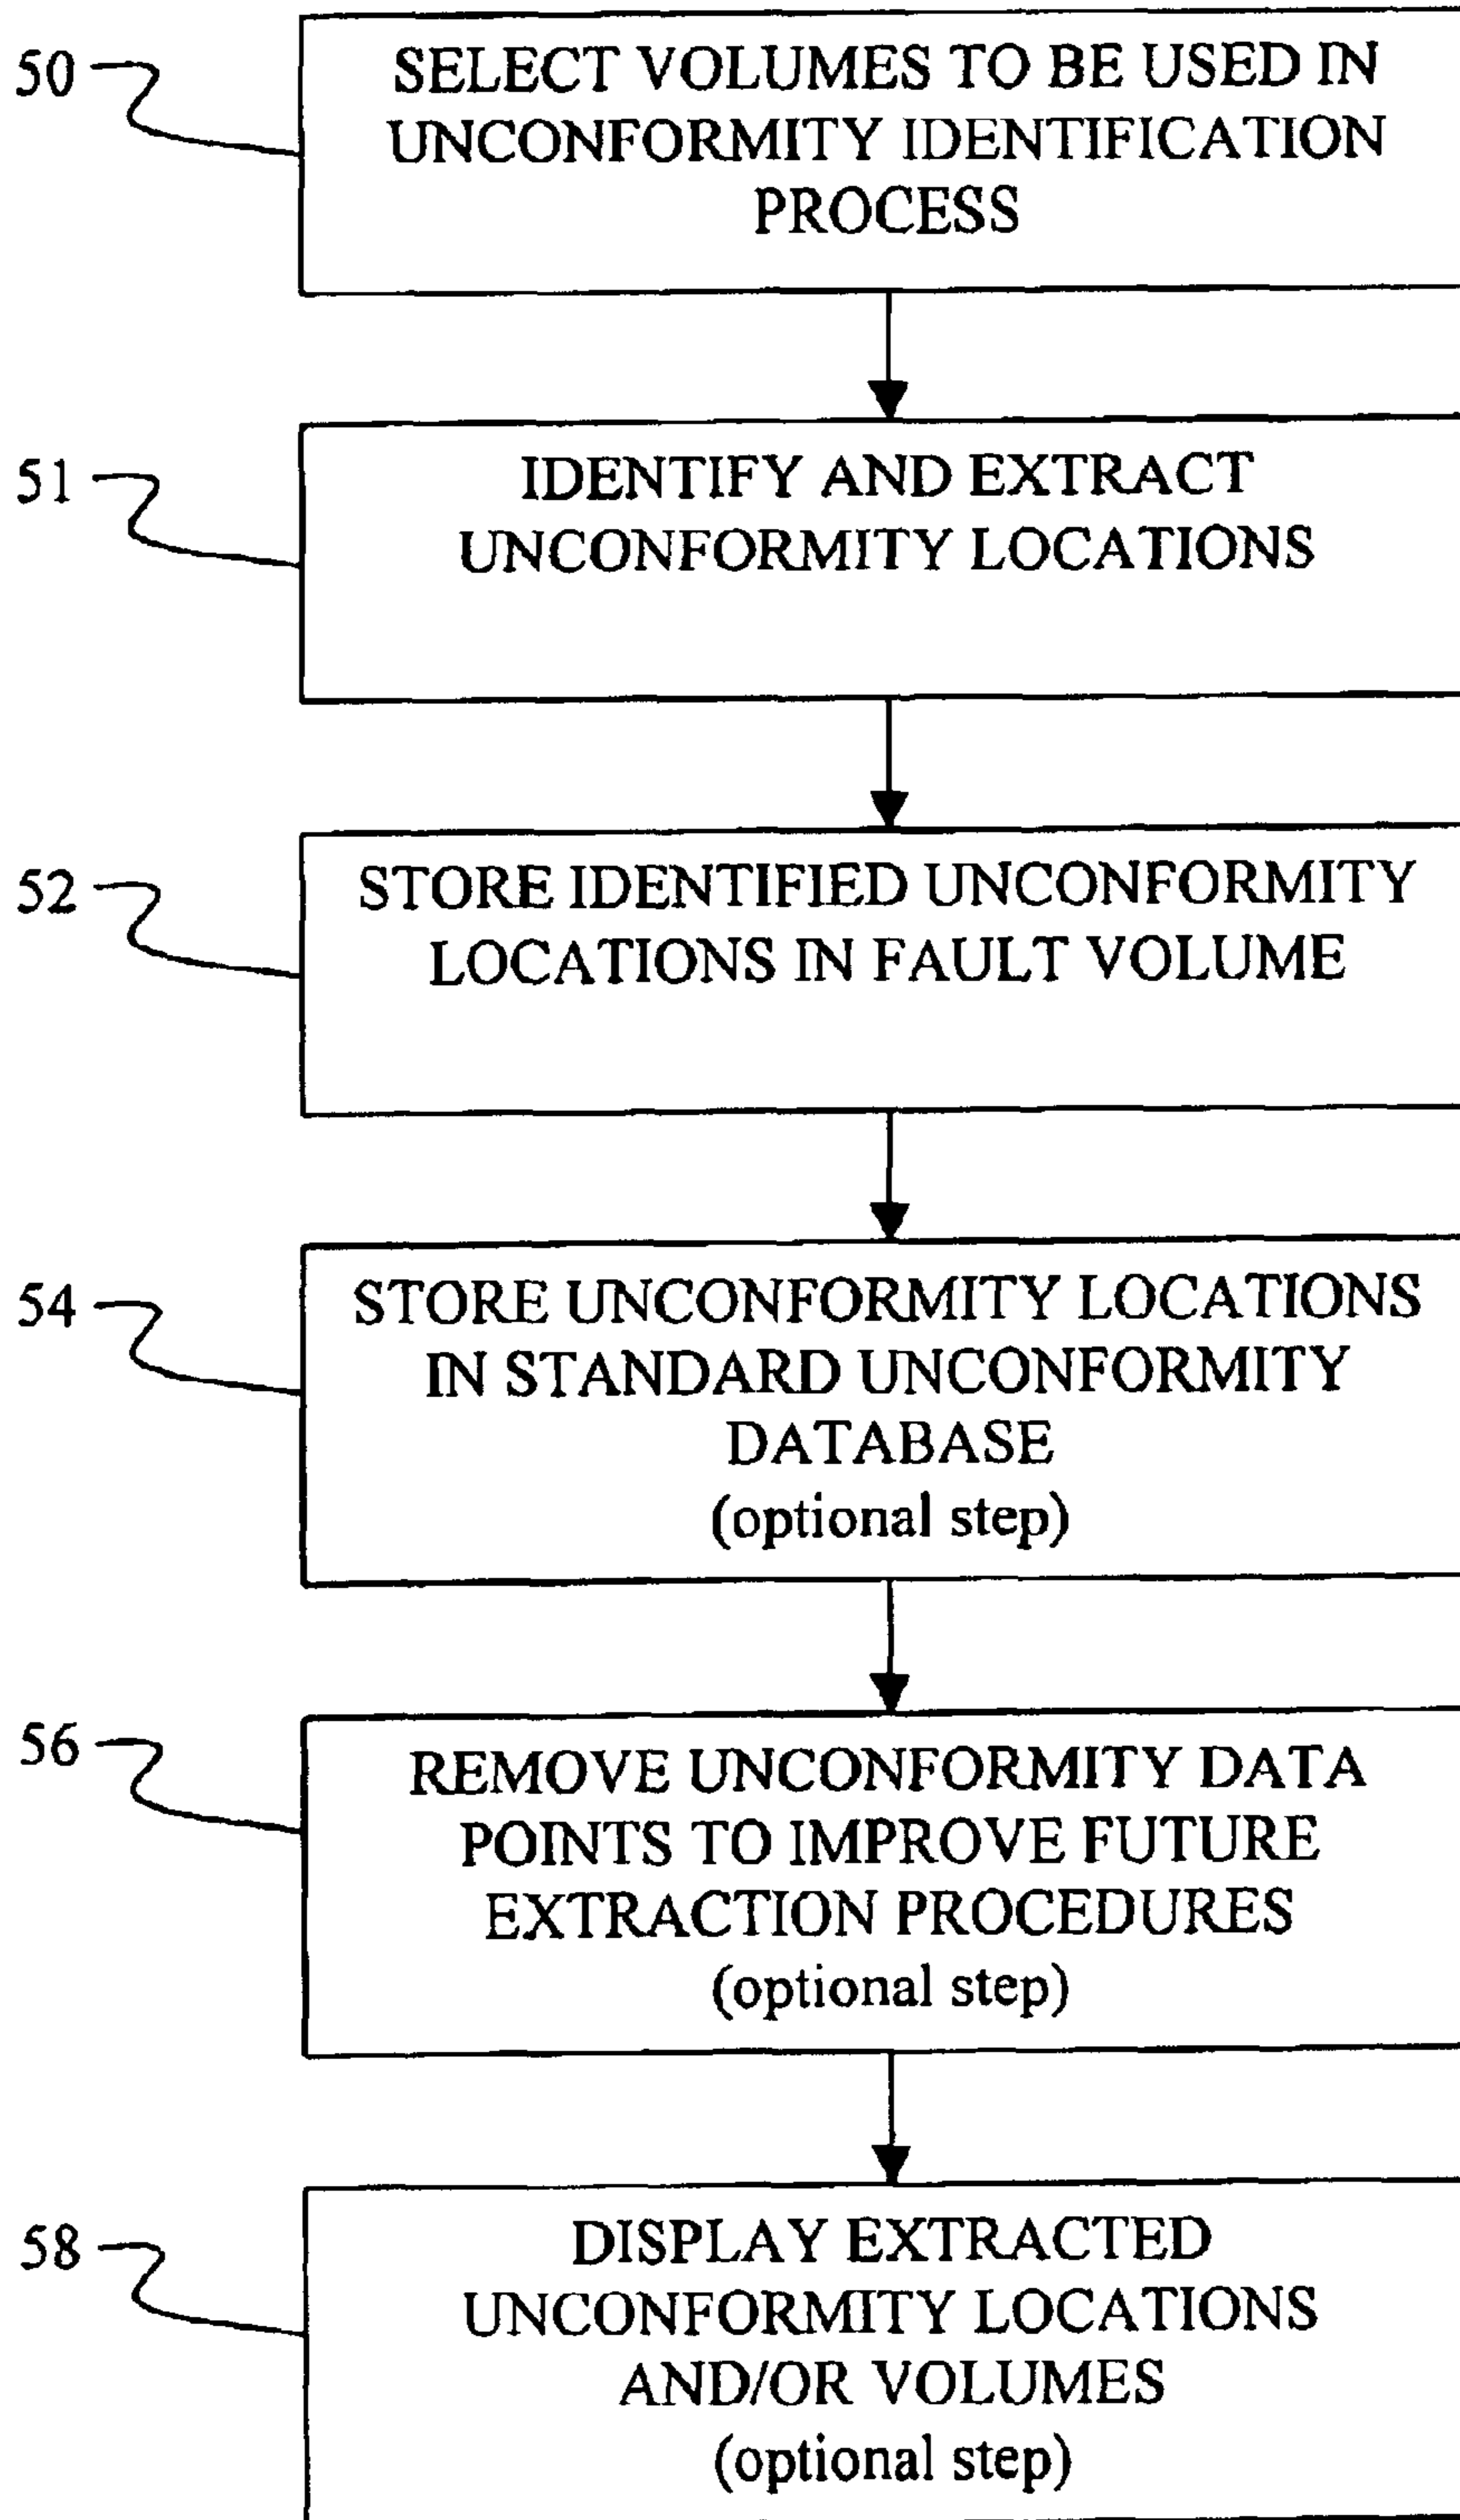 50
SELECT VOLUMES TO BE USED IN
UNCONFORMITY IDENTIFICATION
PROCESS
51
IDENTIFY AND EXTRACT
UNCONFORMITY LOCATIONS
52
STORE IDENTIFIED UNCONFORMITY
LOCATIONS IN FAULT VOLUME
54
STORE UNCONFORMITY LOCATIONS
IN STANDARD UNCONFORMITY
DATABASE
(optional step)
56
REMOVE UNCONFORMITY DATA
POINTS TO IMPROVE FUTURE
EXTRACTION PROCEDURES
(optional step)
58
DISPLAY EXTRACTED
UNCONFORMITY LOCATIONS
AND/OR VOLUMES
(optional step)